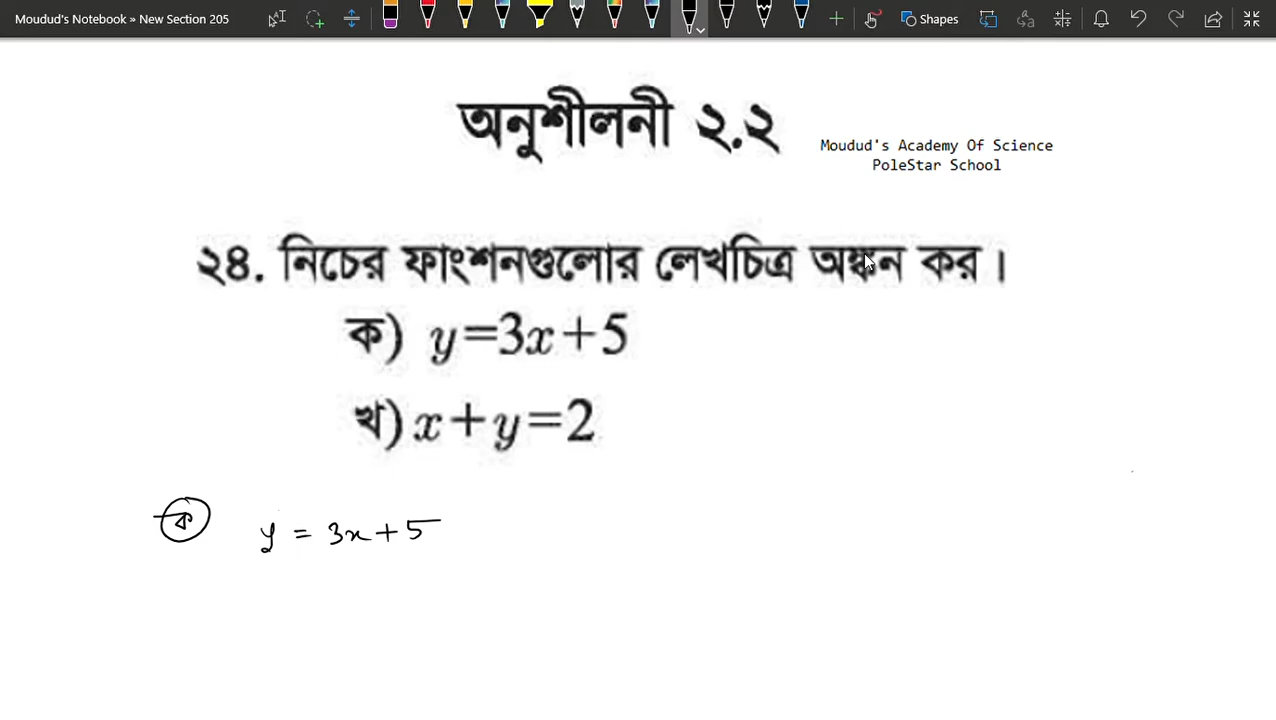 Moudud's Notebook » New Section 205
Shapes
অনুশীলনী ২.২
Moudud's Academy Of Science
PoleStar School
২৪. নিচের ফাংশনগুলোর লেখচিত্র অঙ্কন কর।
ক) y=3x+5
খ) x+y=2
ক y = 3x+5